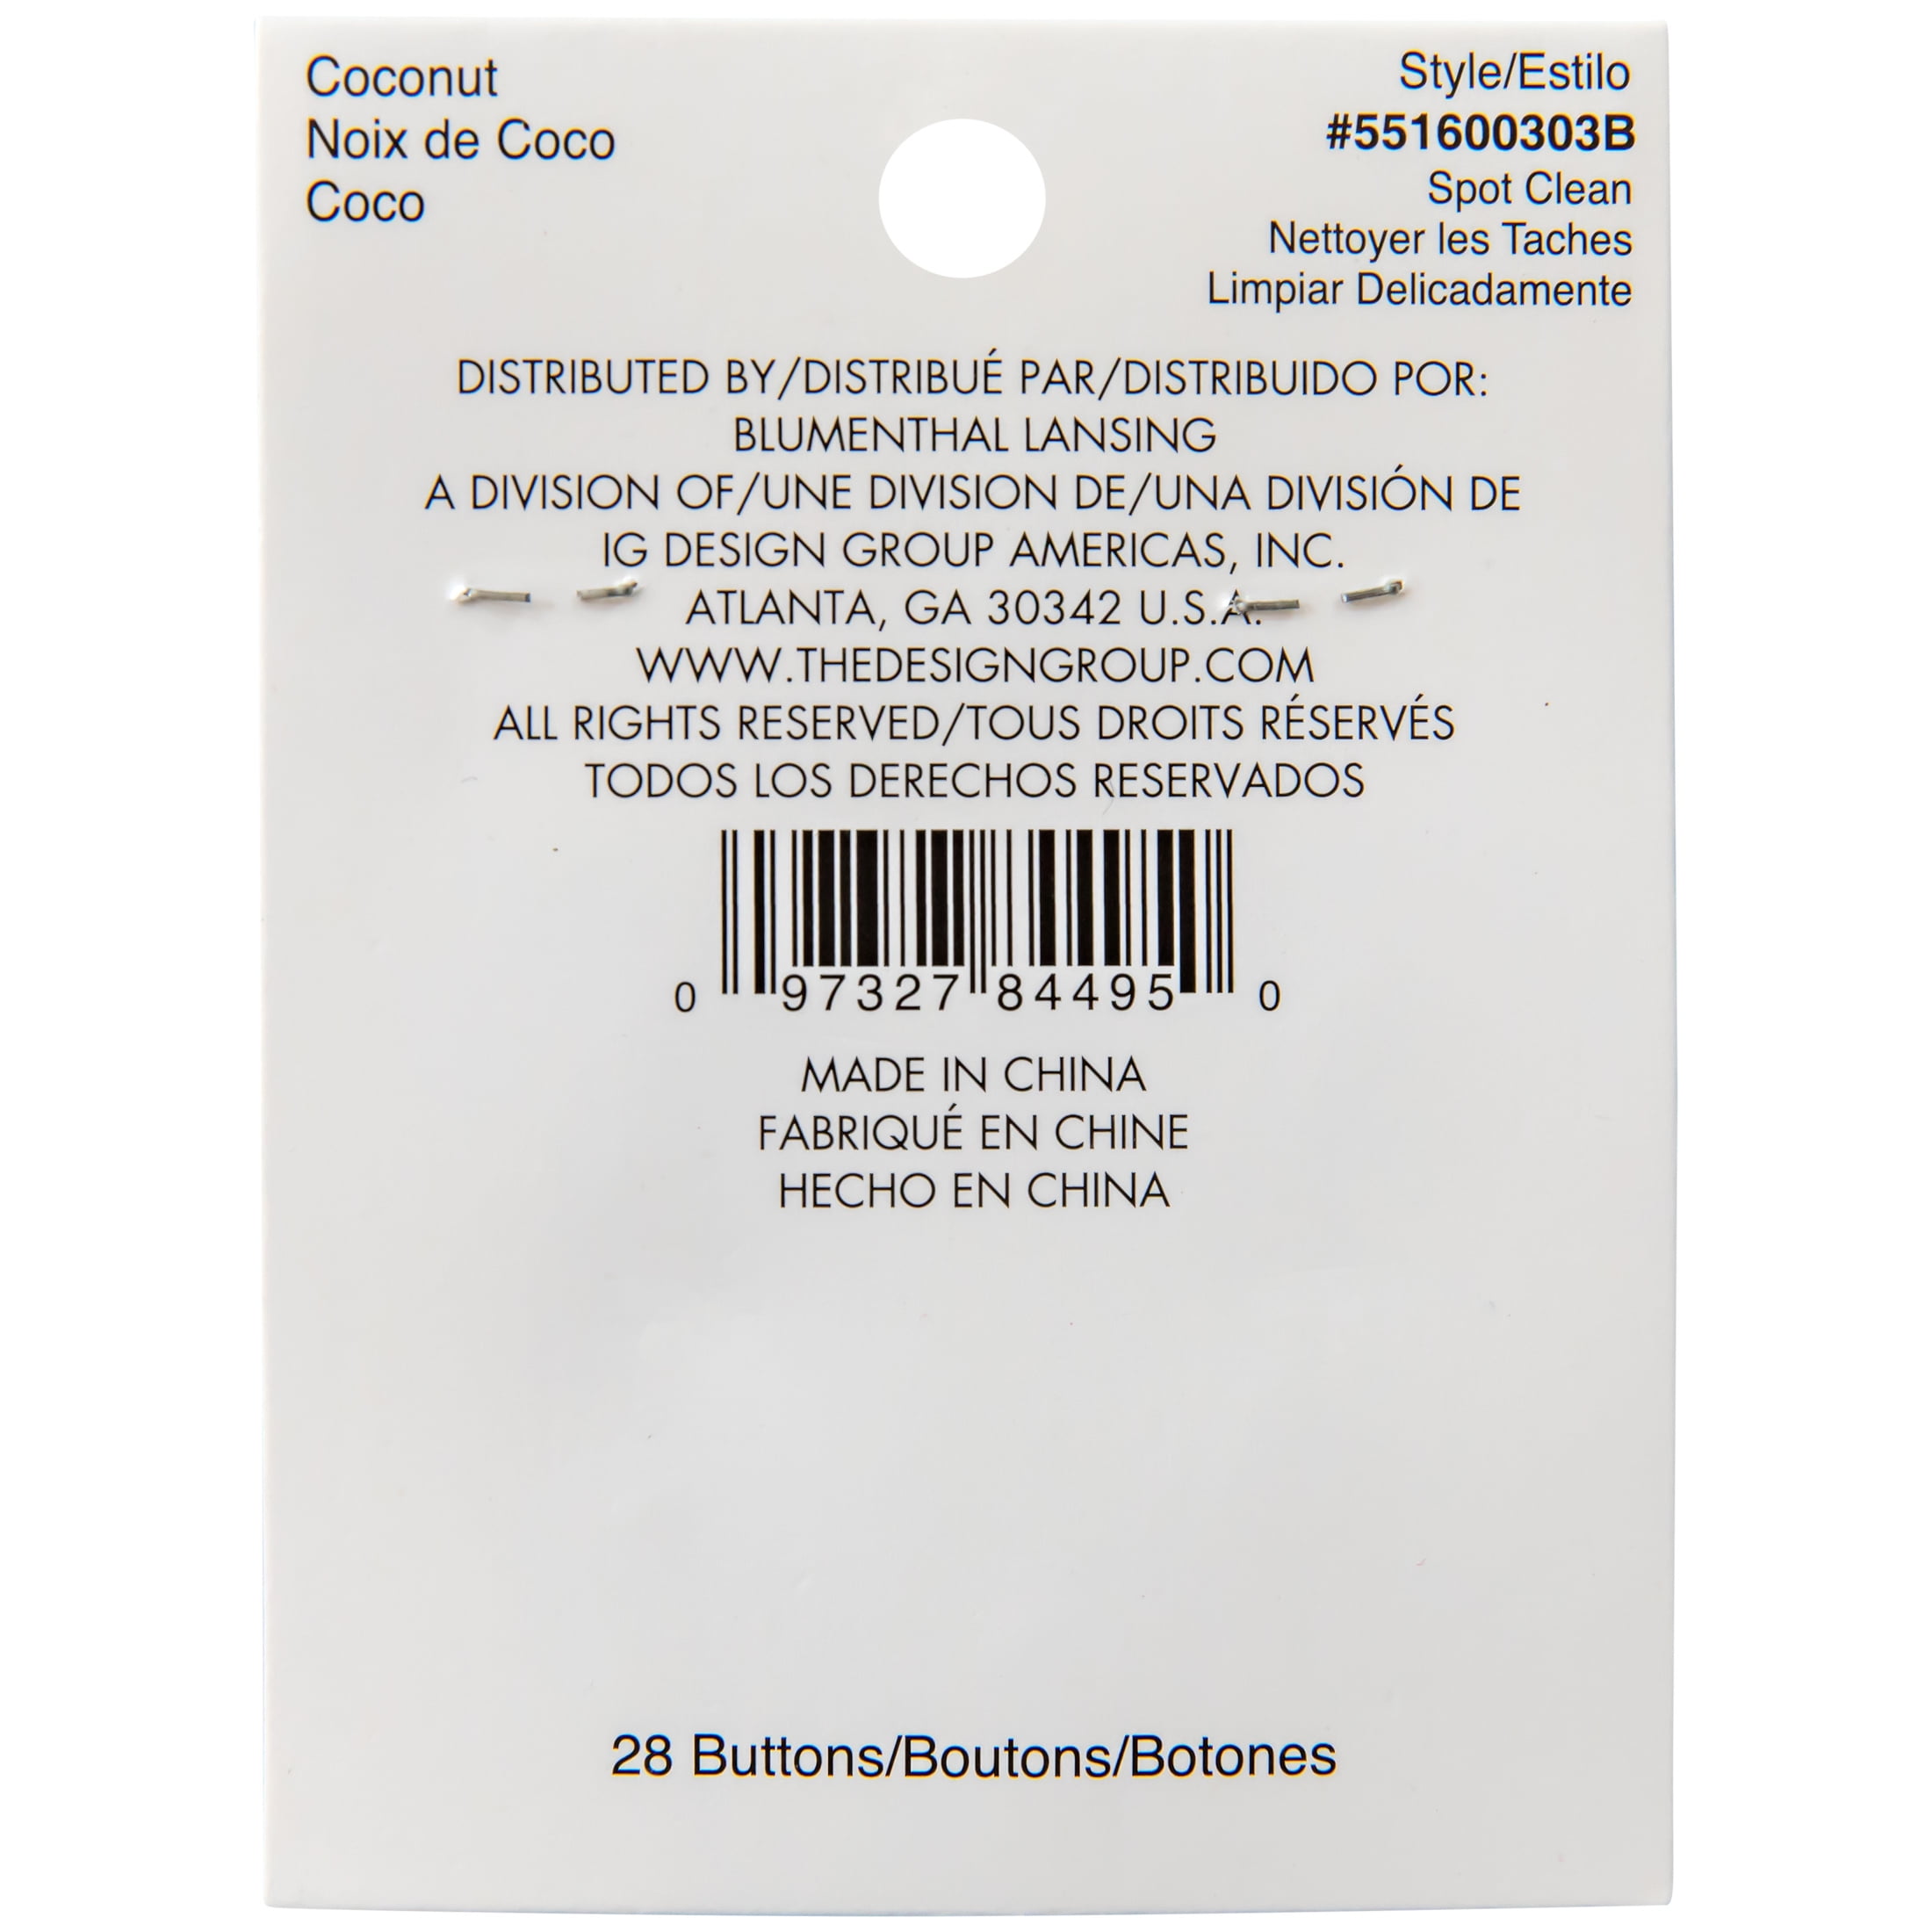 Coconut
Noix de Coco
Coco
Style/Estilo
#551600303B
Spot Clean
Nettoyer les Taches
Limpiar Delicadamente
DISTRIBUTED BY/DISTRIBUÉ PAR/DISTRIBUIDO POR:
BLUMENTHAL LANSING
A DIVISION OF/UNE DIVISION DE/UNA DIVISIÓN DE
IG DESIGN GROUP AMERICAS, INC.
ATLANTA, GA 30342 U.S.A.
WWW.THEDESIGNGROUP.COM
ALL RIGHTS RESERVED/TOUS DROITS RÉSERVÉS
TODOS LOS DERECHOS RESERVADOS
0 97327 84495 0
MADE IN CHINA
FABRIQUÉ EN CHINE
HECHO EN CHINA
28 Buttons/Boutons/Botones